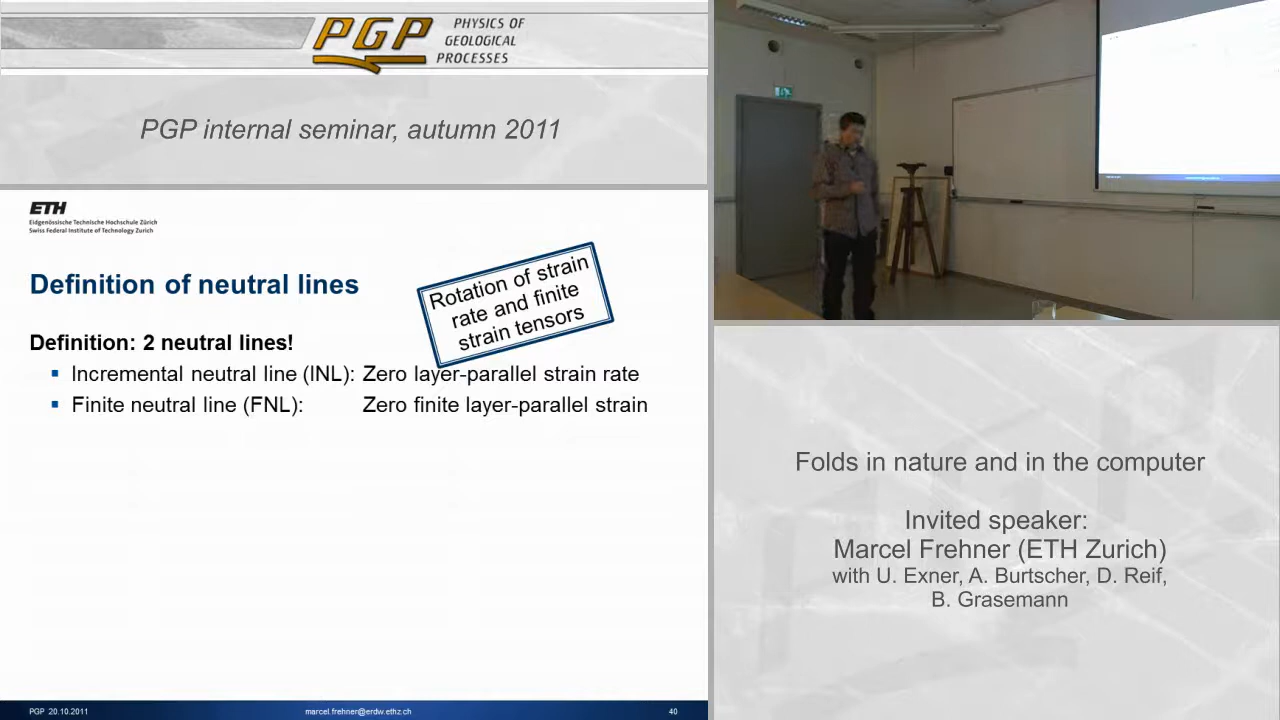 PGP
PHYSICS OF
GEOLOGICAL
PROCESSES
PGP internal seminar, autumn 2011
ETH
Eidgenössische Technische Hochschule Zürich
Swiss Federal Institute of Technology Zurich
Definition of neutral lines
Rotation of strain
rate and finite
strain tensors
Definition: 2 neutral lines!
▪ Incremental neutral line (INL): Zero layer-parallel strain rate
▪ Finite neutral line (FNL): Zero finite layer-parallel strain
PGP 20.10.2011 marcel.frehner@erdw.ethz.ch 40
Folds in nature and in the computer
Invited speaker:
Marcel Frehner (ETH Zurich)
with U. Exner, A. Burtscher, D. Reif,
B. Grasemann